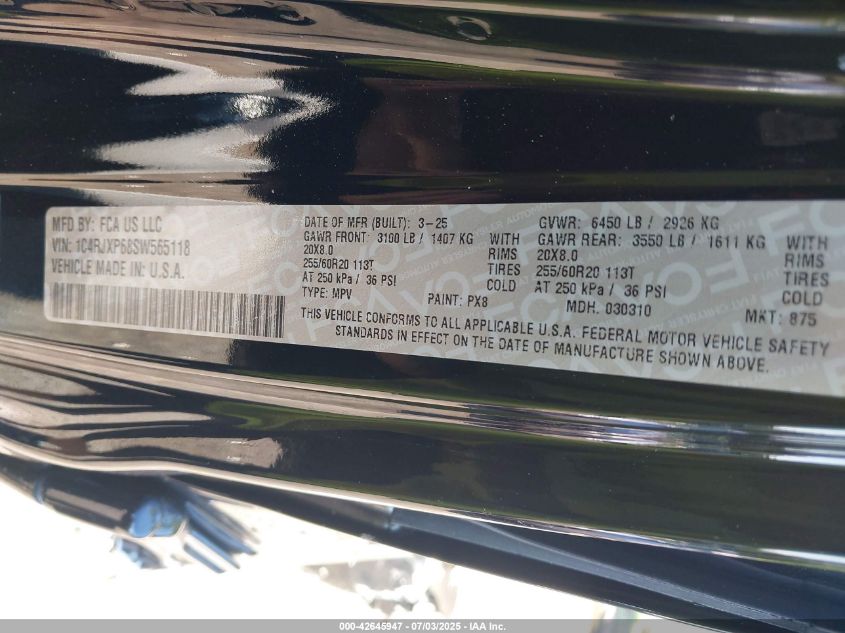 MFD BY: FCA US LLC
VIN: 1C4RJXP68SW565118
VEHICLE MADE IN: U.S.A.
DATE OF MFR (BUILT): 3-25
GAWR FRONT: 3100 LB / 1407 KG WITH
20X8.0 RIMS
255/60R20 113T TIRES
AT 250 kPa / 36 PSI COLD
TYPE: MPV PAINT: PX8
GVWR: 6450 LB / 2926 KG
GAWR REAR: 3550 LB / 1611 KG WITH
20X8.0 RIMS
255/60R20 113T TIRES
AT 250 kPa / 36 PSI COLD
MDH. 030310 MKT: 875
THIS VEHICLE CONFORMS TO ALL APPLICABLE U.S.A. FEDERAL MOTOR VEHICLE SAFETY
STANDARDS IN EFFECT ON THE DATE OF MANUFACTURE SHOWN ABOVE.
000-42645947 - 07/03/2025 - IAA Inc.